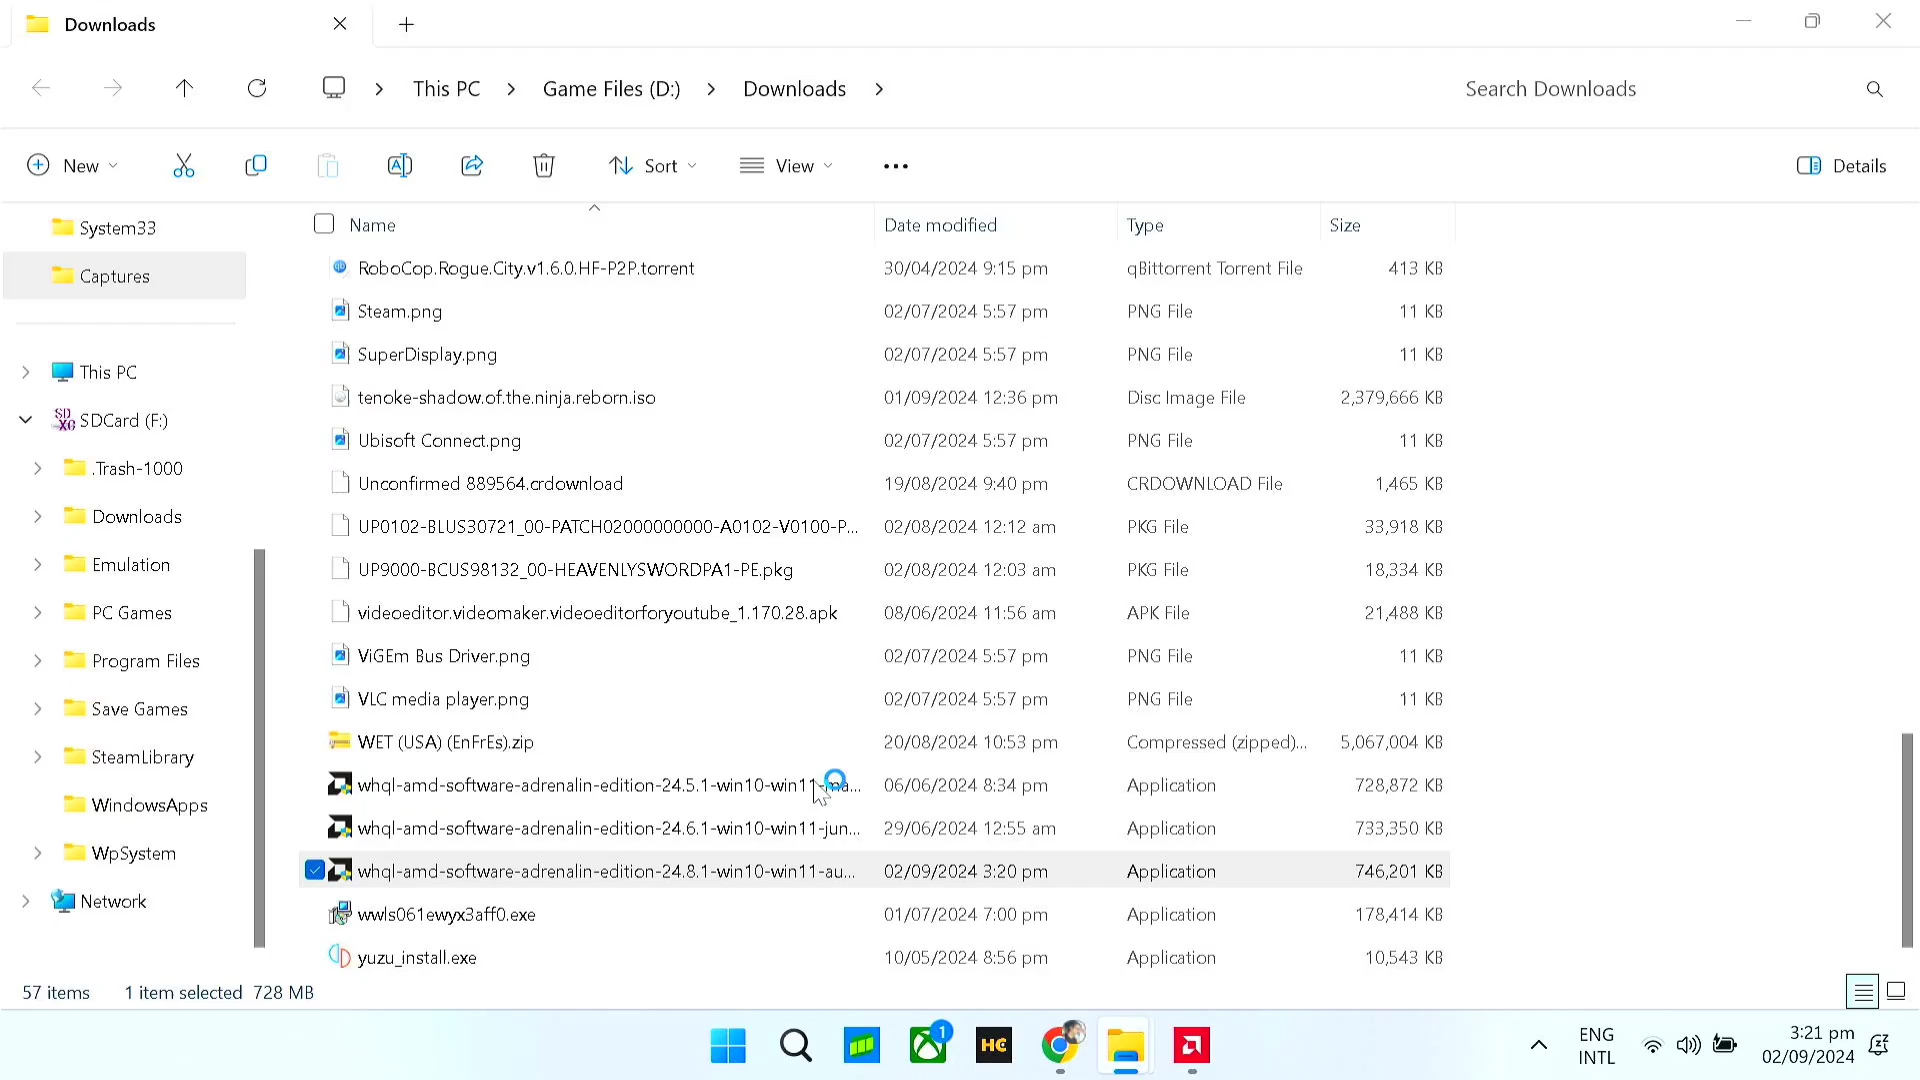 Downloads
This PC
Game Files (D:)
Downloads
Search Downloads
New
Sort
View
Details
System33
Captures
This PC
SDCard (F:)
.Trash-1000
Downloads
Emulation
PC Games
Program Files
Save Games
SteamLibrary
WindowsApps
WpSystem
Network
Name Date modified Type Size
RoboCop.Rogue.City.v1.6.0.HF-P2P.torrent 30/04/2024 9:15 pm qBittorrent Torrent File 413 KB
Steam.png 02/07/2024 5:57 pm PNG File 11 KB
SuperDisplay.png 02/07/2024 5:57 pm PNG File 11 KB
tenoke-shadow.of.the.ninja.reborn.iso 01/09/2024 12:36 pm Disc Image File 2,379,666 KB
Ubisoft Connect.png 02/07/2024 5:57 pm PNG File 11 KB
Unconfirmed 889564.crdownload 19/08/2024 9:40 pm CRDOWNLOAD File 1,465 KB
UP0102-BLUS30721_00-PATCH02000000000-A0102-V0100-P... 02/08/2024 12:12 am PKG File 33,918 KB
UP9000-BCUS98132_00-HEAVENLYSWORDPA1-PE.pkg 02/08/2024 12:03 am PKG File 18,334 KB
videoeditor.videomaker.videoeditorforyoutube_1.170.28.apk 08/06/2024 11:56 am APK File 21,488 KB
ViGEm Bus Driver.png 02/07/2024 5:57 pm PNG File 11 KB
VLC media player.png 02/07/2024 5:57 pm PNG File 11 KB
WET (USA) (EnFrEs).zip 20/08/2024 10:53 pm Compressed (zipped)... 5,067,004 KB
whql-amd-software-adrenalin-edition-24.5.1-win10-win11-ma... 06/06/2024 8:34 pm Application 728,872 KB
whql-amd-software-adrenalin-edition-24.6.1-win10-win11-jun... 29/06/2024 12:55 am Application 733,350 KB
whql-amd-software-adrenalin-edition-24.8.1-win10-win11-au... 02/09/2024 3:20 pm Application 746,201 KB
wwls061ewyx3aff0.exe 01/07/2024 7:00 pm Application 178,414 KB
yuzu_install.exe 10/05/2024 8:56 pm Application 10,543 KB
57 items 1 item selected 728 MB
1
HC
ENG
INTL
3:21 pm
02/09/2024